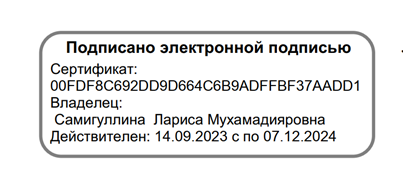 Подписано электронной подписью
Сертификат:
00FDF8C692DD9D664C6B9ADFFBF37AADD1
Владелец:
Самигуллина Лариса Мухамадияровна
Действителен: 14.09.2023 с по 07.12.2024